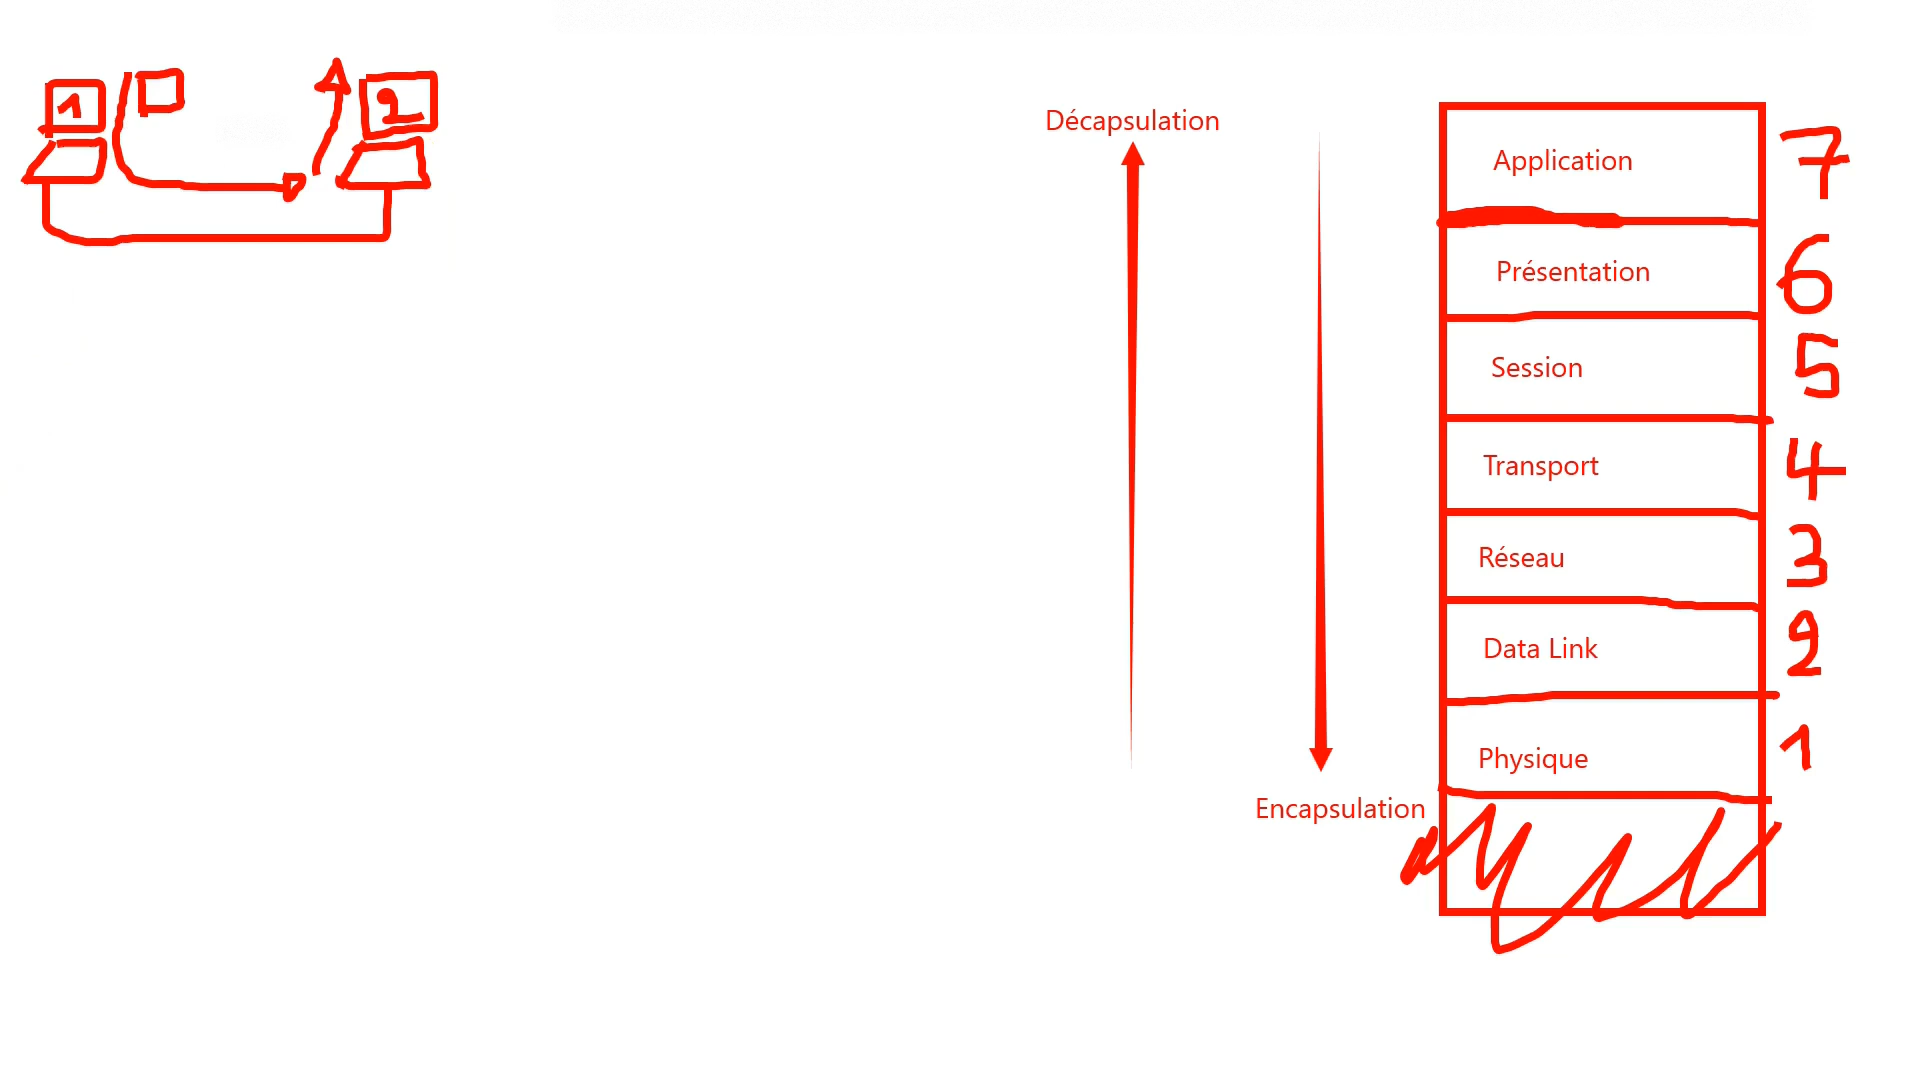 1
2
Décapsulation
Application 7
Présentation 6
Session 5
Transport 4
Réseau 3
Data Link 2
Physique 1
Encapsulation